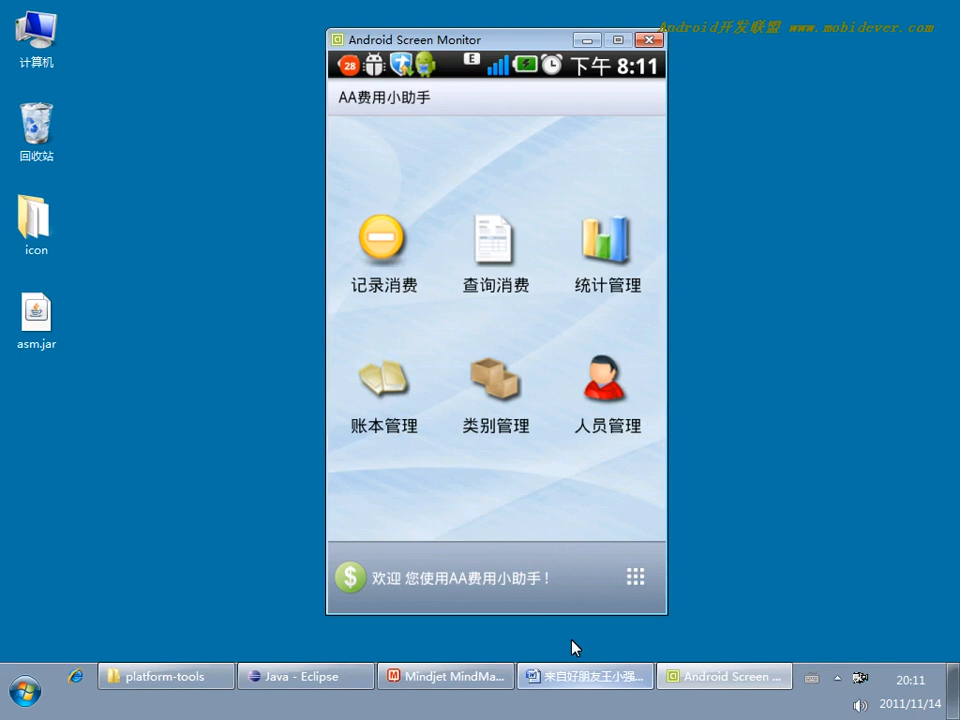 Android开发联盟 www.mobidever.com
计算机
回收站
icon
asm.jar
Android Screen Monitor
28
E
下午 8:11
AA费用小助手
记录消费
查询消费
统计管理
账本管理
类别管理
人员管理
$
欢迎 您使用AA费用小助手！
platform-tools
Java - Eclipse
Mindjet MindMa...
来自好朋友王小强...
Android Screen ...
20:11
2011/11/14